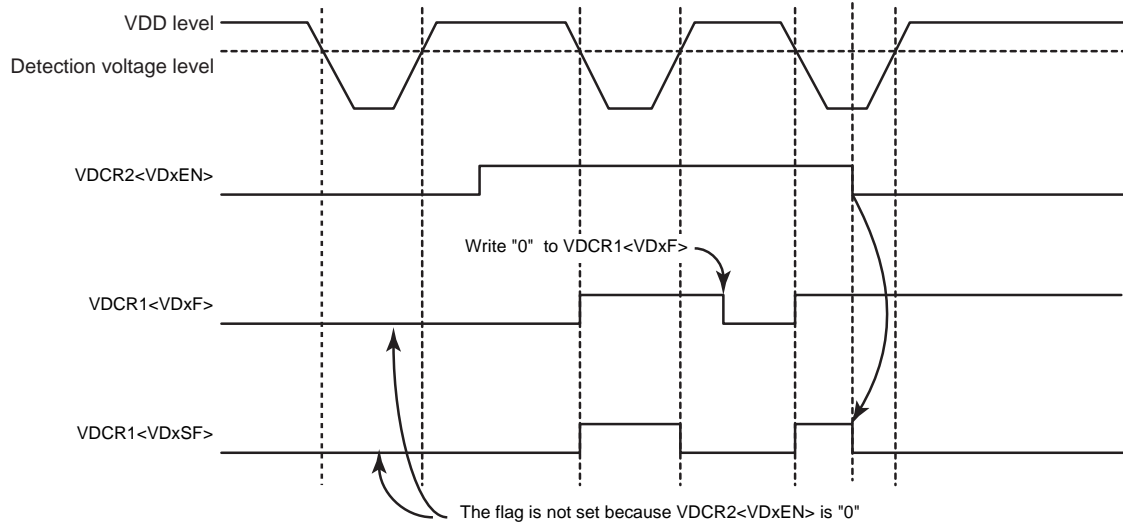 VDD level
Detection voltage level
VDCR2<VDxEN>
Write "0" to VDCR1<VDxF>
VDCR1<VDxF>
VDCR1<VDxSF>
The flag is not set because VDCR2<VDxEN> is "0"